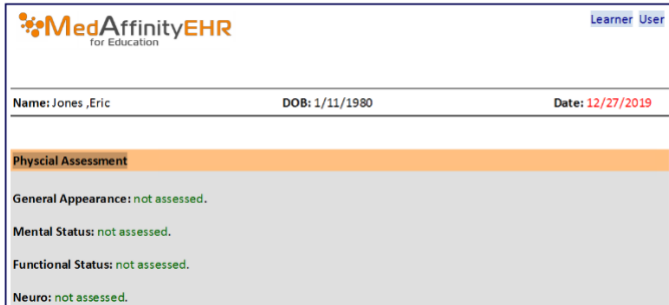 MedAffinityEHR
for Education
Learner User
Name: Jones ,Eric DOB: 1/11/1980 Date: 12/27/2019
Physcial Assessment
General Appearance: not assessed.
Mental Status: not assessed.
Functional Status: not assessed.
Neuro: not assessed.